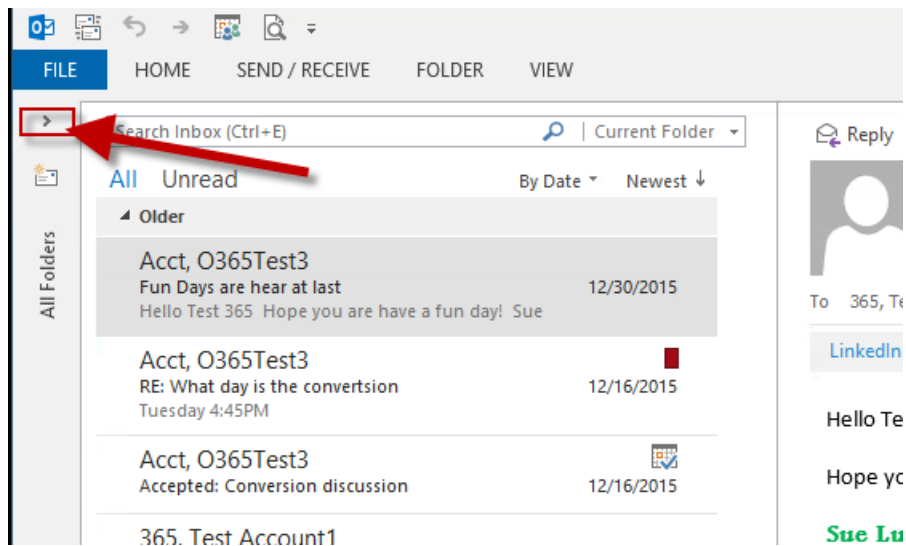 FILE HOME SEND / RECEIVE FOLDER VIEW
Search Inbox (Ctrl+E) Current Folder
All Unread By Date Newest
Older
Acct, O365Test3
Fun Days are hear at last 12/30/2015
Hello Test 365 Hope you are have a fun day! Sue
Acct, O365Test3
RE: What day is the convertsion 12/16/2015
Tuesday 4:45PM
Acct, O365Test3
Accepted: Conversion discussion 12/16/2015
365, Test Account1
All Folders
Reply
To 365, Te
LinkedIn
Hello Te
Hope yo
Sue Lu